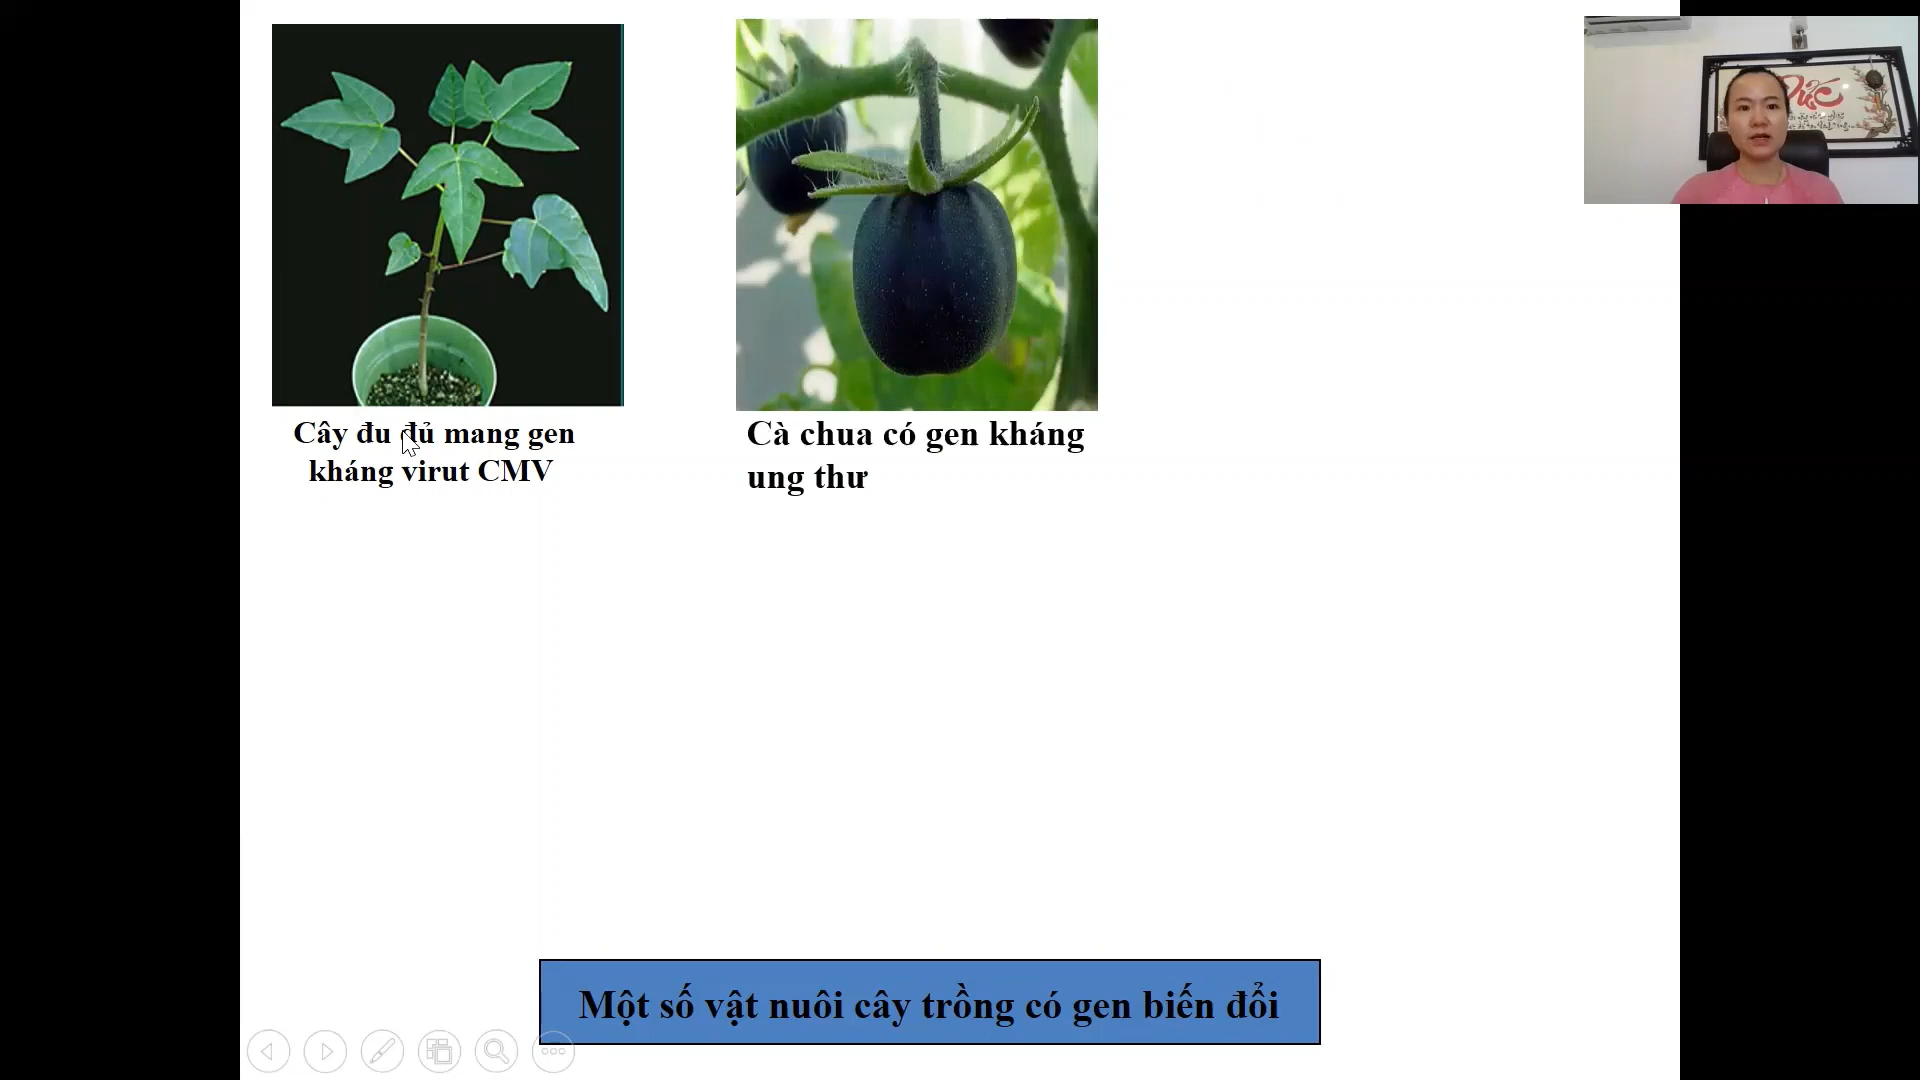 Đức
Cây đu đủ mang gen
kháng virut CMV
Cà chua có gen kháng
ung thư
Một số vật nuôi cây trồng có gen biến đổi